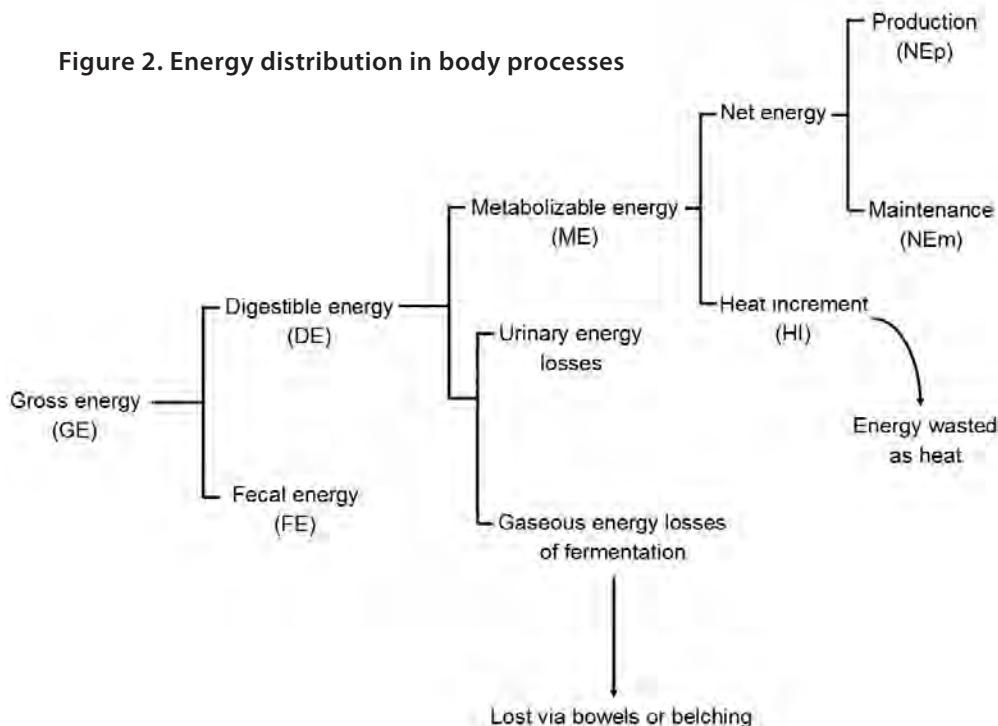 Figure 2. Energy distribution in body processes
Production
(NEp)
Net energy
Maintenance
(NEm)
Metabolizable energy
(ME)
Heat increment
(HI)
Energy wasted
as heat
Digestible energy
(DE)
Urinary energy
losses
Gross energy
(GE)
Fecal energy
(FE)
Gaseous energy losses
of fermentation
Lost via bowels or belching